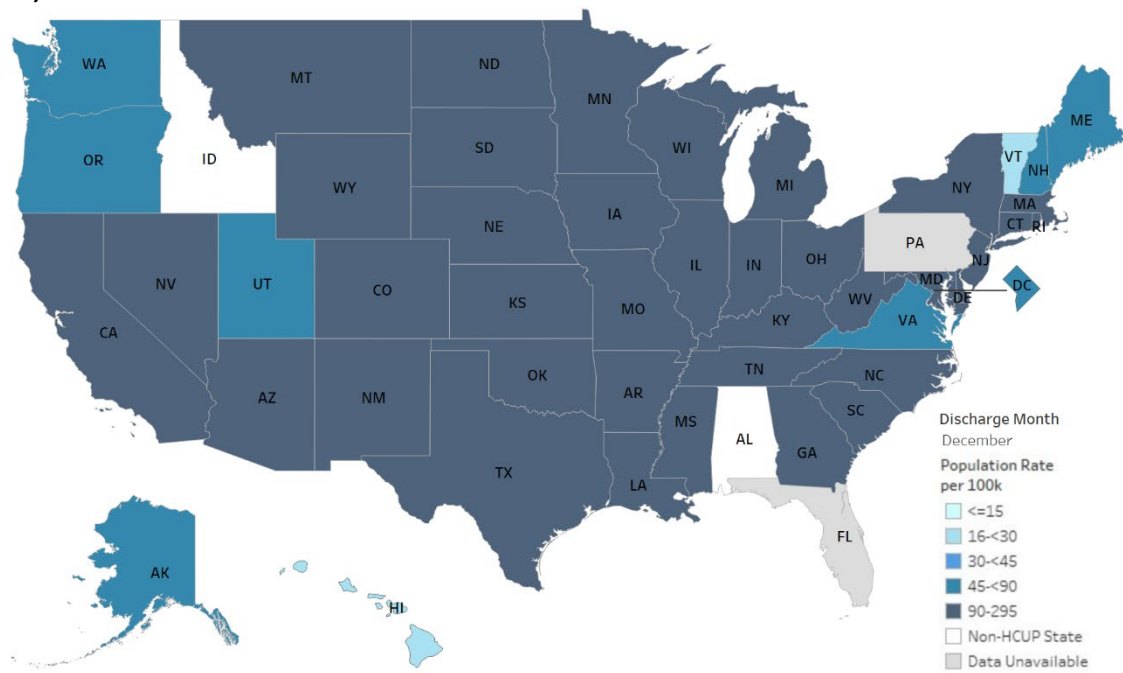 WA
MT
ND
MN
ME
OR
ID
SD
WI
VT
NH
WY
MI
NY
MA
NE
IA
CT
RI
PA
NV
UT
CO
IL
IN
OH
NJ
MD
DE
DC
CA
KS
MO
WV
VA
KY
AZ
NM
OK
AR
TN
NC
MS
AL
GA
SC
TX
LA
FL
AK
HI
Discharge Month
December
Population Rate
per 100k
<=15
16-<30
30-<45
45-<90
90-295
Non-HCUP State
Data Unavailable